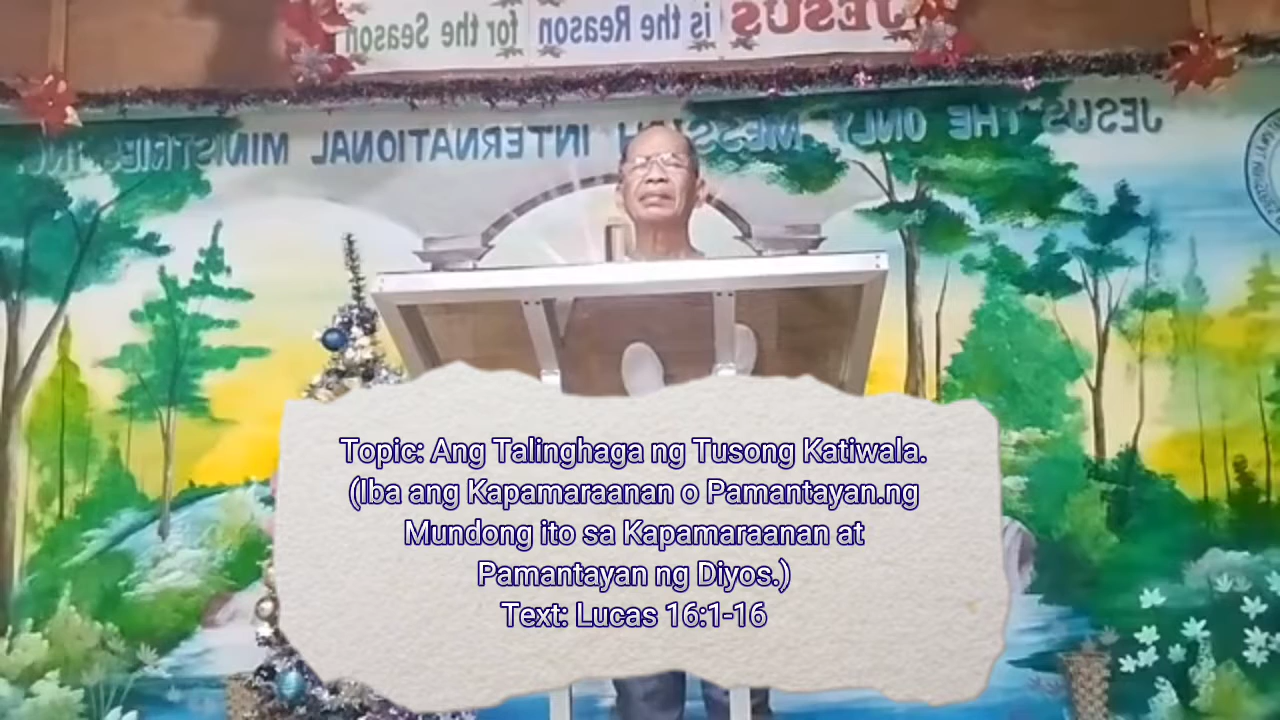 JESUS is the Reason for the Season
JESUS THE ONLY MESSIAH INTERNATIONAL MINISTRIES INC
Topic: Ang Talinghaga ng Tusong Katiwala.
(Iba ang Kapamaraanan o Pamantayan.ng
Mundong ito sa Kapamaraanan at
Pamantayan ng Diyos.)
Text: Lucas 16:1-16